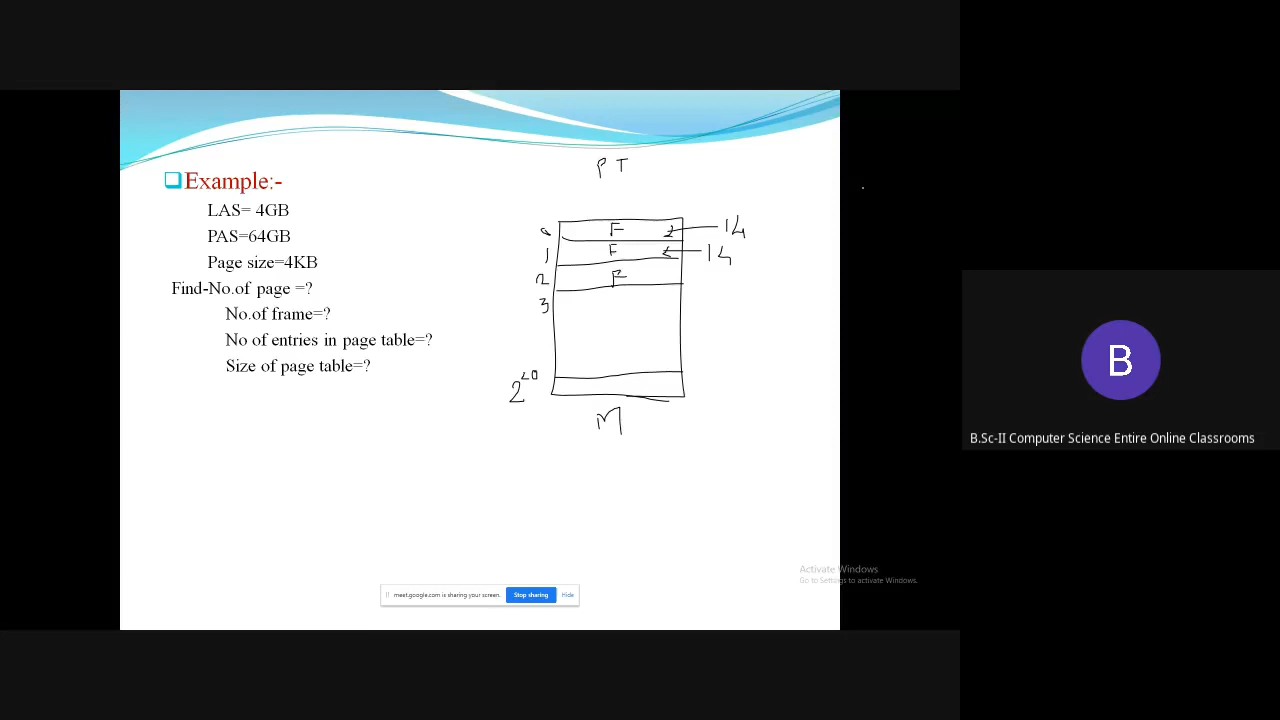 Example:-
LAS= 4GB
PAS=64GB
Page size=4KB
Find-No.of page =?
No.of frame=?
No of entries in page table=?
Size of page table=?
P T
0 F 14
1 F 14
2 F
3
2^20
M
meet.google.com is sharing your screen. Stop sharing Hide
Activate Windows
Go to Settings to activate Windows.
B
B.Sc-II Computer Science Entire Online Classrooms